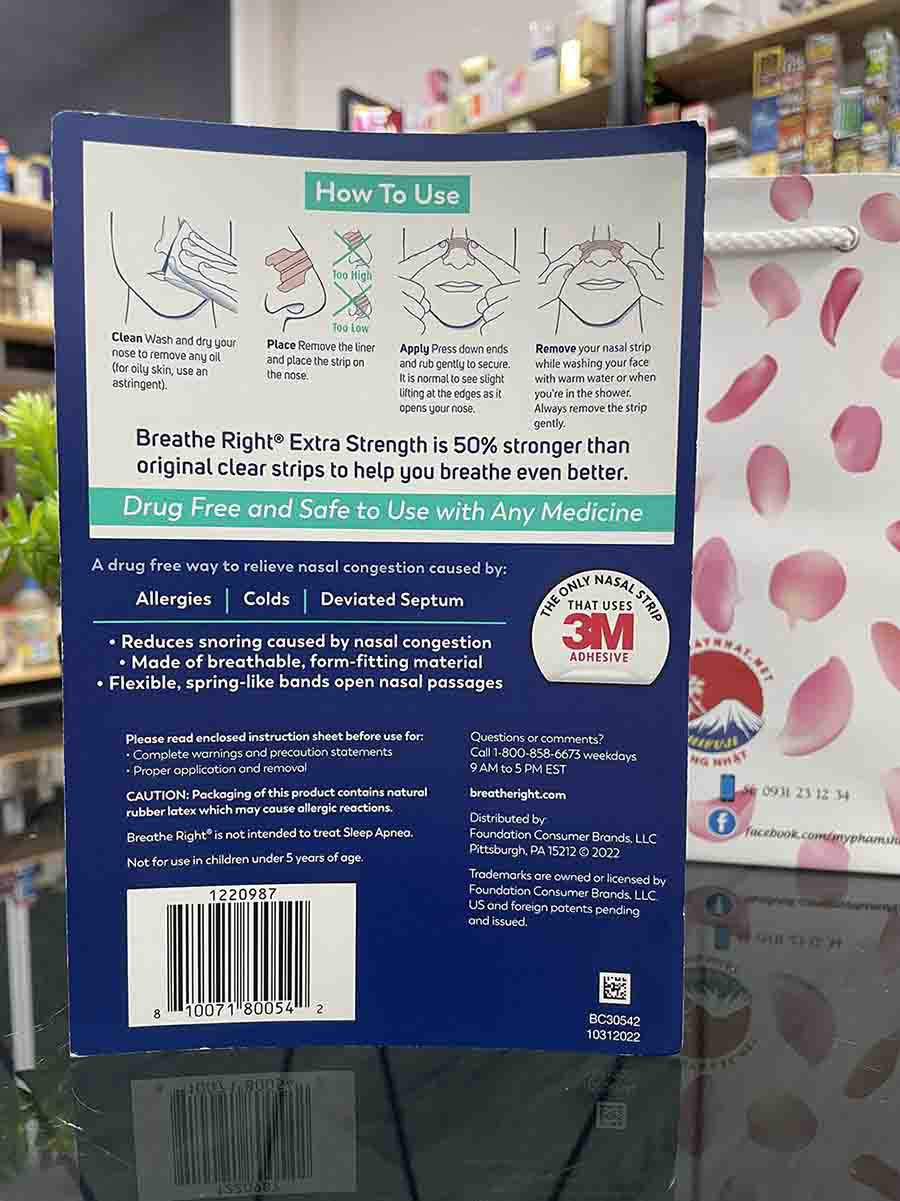 How To Use
Too High
Too Low
Clean Wash and dry your
nose to remove any oil
(for oily skin, use an
astringent).
Place Remove the liner
and place the strip on
the nose.
Apply Press down ends
and rub gently to secure.
It is normal to see slight
lifting at the edges as it
opens your nose.
Remove your nasal strip
while washing your face
with warm water or when
you're in the shower.
Always remove the strip
gently.
Breathe Right® Extra Strength is 50% stronger than
original clear strips to help you breathe even better.
Drug Free and Safe to Use with Any Medicine
A drug free way to relieve nasal congestion caused by:
Allergies | Colds | Deviated Septum
• Reduces snoring caused by nasal congestion
• Made of breathable, form-fitting material
• Flexible, spring-like bands open nasal passages
THE ONLY NASAL STRIP
THAT USES
3M
ADHESIVE
Please read enclosed instruction sheet before use for:
• Complete warnings and precaution statements
• Proper application and removal
CAUTION: Packaging of this product contains natural
rubber latex which may cause allergic reactions.
Breathe Right® is not intended to treat Sleep Apnea.
Not for use in children under 5 years of age.
1220987
8 10071 80054 2
Questions or comments?
Call 1-800-858-6673 weekdays
9 AM to 5 PM EST
breatheright.com
Distributed by
Foundation Consumer Brands, LLC
Pittsburgh, PA 15212 © 2022
Trademarks are owned or licensed by
Foundation Consumer Brands, LLC.
US and foreign patents pending
and issued.
BC30542
10312022
NG NHẬT
0931 23 12 34
facebook.com/myphamsh